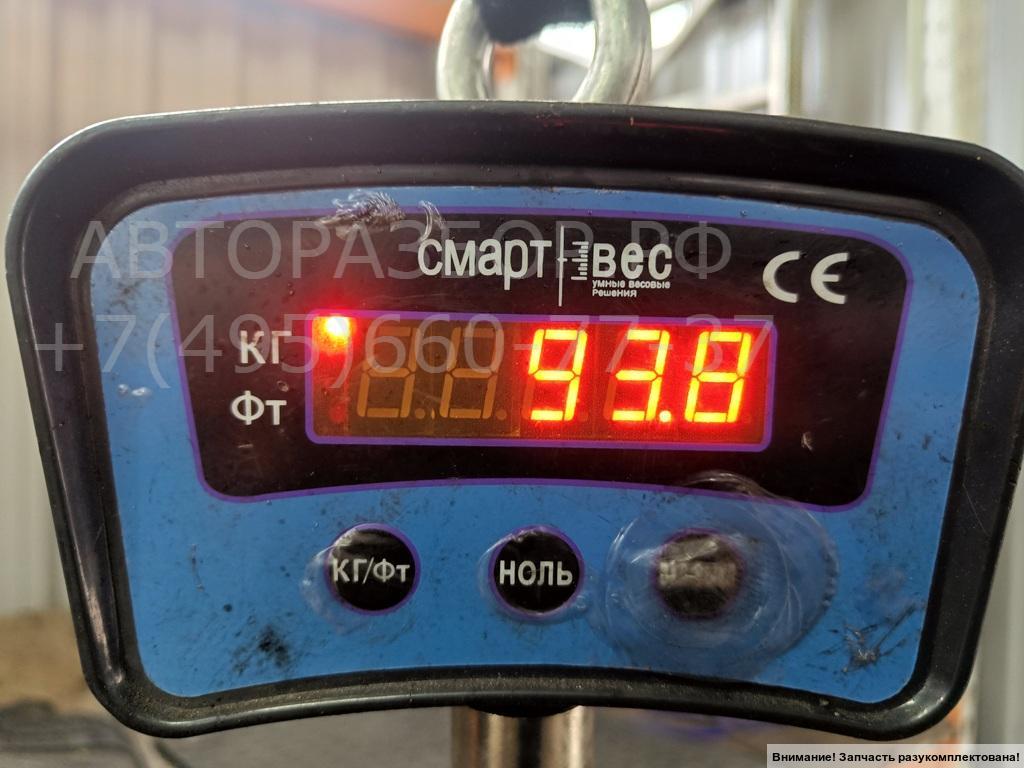 АВТОРАЗБОР.РФ
смарт вес
умные весовые
Решения
CE
+7(495)660-77-37
КГ
93.8
Фт
КГ/Фт
НОЛЬ
Внимание! Запчасть разукомплектована!